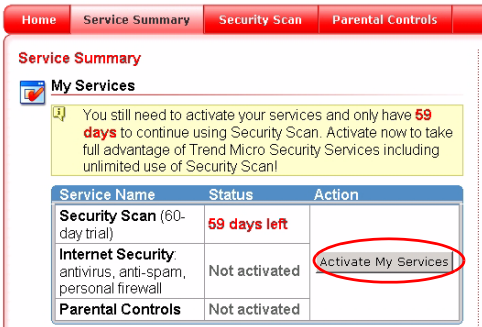 Home Service Summary Security Scan Parental Controls
Service Summary
My Services
You still need to activate your services and only have 59
days to continue using Security Scan. Activate now to take
full advantage of Trend Micro Security Services including
unlimited use of Security Scan!
Service Name Status Action
Security Scan (60-
day trial)
59 days left
Internet Security:
antivirus, anti-spam,
personal firewall
Not activated
Activate My Services
Parental Controls Not activated